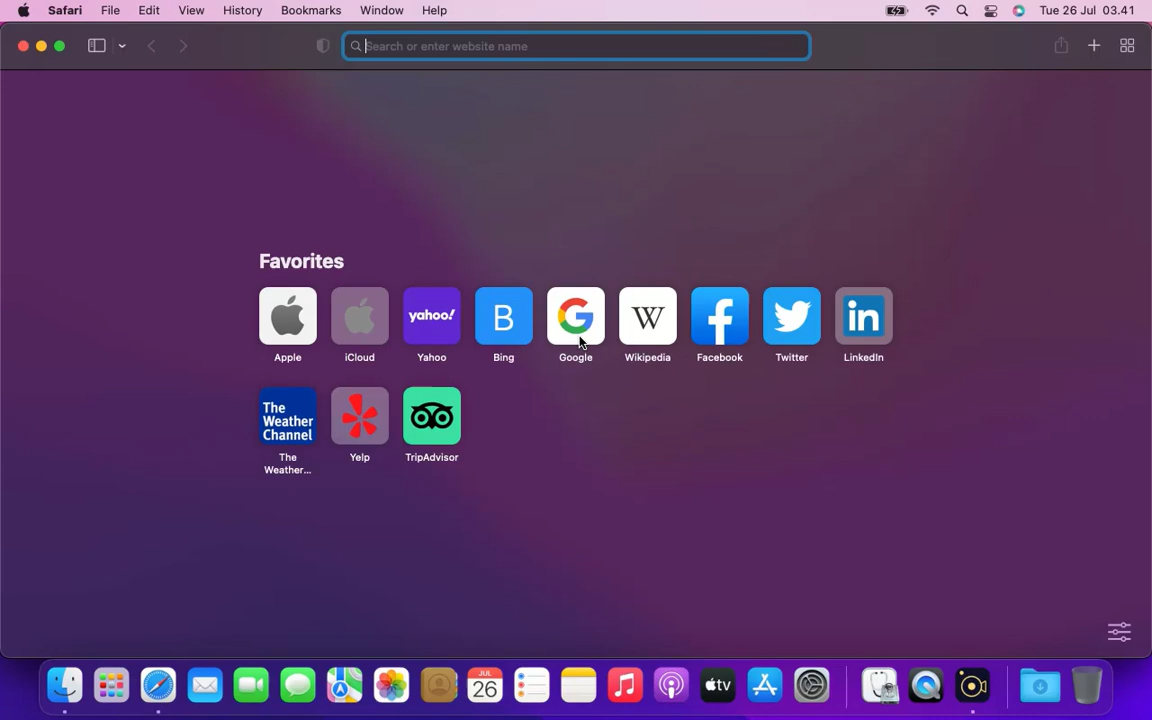 Safari File Edit View History Bookmarks Window Help Tue 26 Jul 03.41
Search or enter website name
Favorites
yahoo! B G W f in
Apple iCloud Yahoo Bing Google Wikipedia Facebook Twitter LinkedIn
The
Weather
Channel
The Yelp TripAdvisor
Weather...
JUL
26
tv